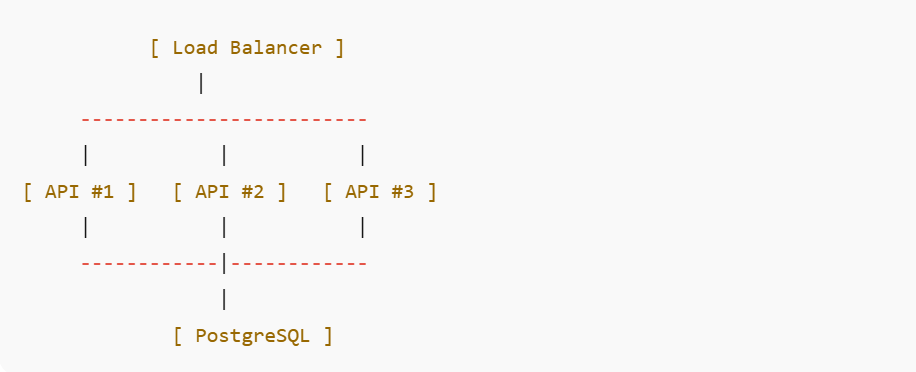 [ Load Balancer ]
|
-------------------------
| | |
[ API #1 ] [ API #2 ] [ API #3 ]
| | |
------------|------------
|
[ PostgreSQL ]